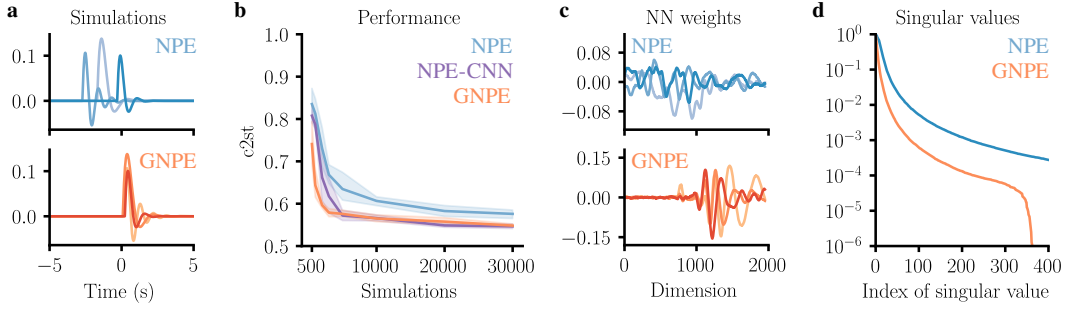 a Simulations
NPE
0.1
0.0
GNPE
0.1
0.0
−5 0 5
Time (s)
b Performance
NPE
NPE-CNN
GNPE
1.0
0.9
0.8
0.7
0.6
0.5
c2st
500 10000 20000 30000
Simulations
c NN weights
NPE
0.08
0.00
−0.08
GNPE
0.15
0.00
−0.15
0 1000 2000
Dimension
d Singular values
NPE
GNPE
10⁰
10⁻¹
10⁻²
10⁻³
10⁻⁴
10⁻⁵
10⁻⁶
0 100 200 300 400
Index of singular value